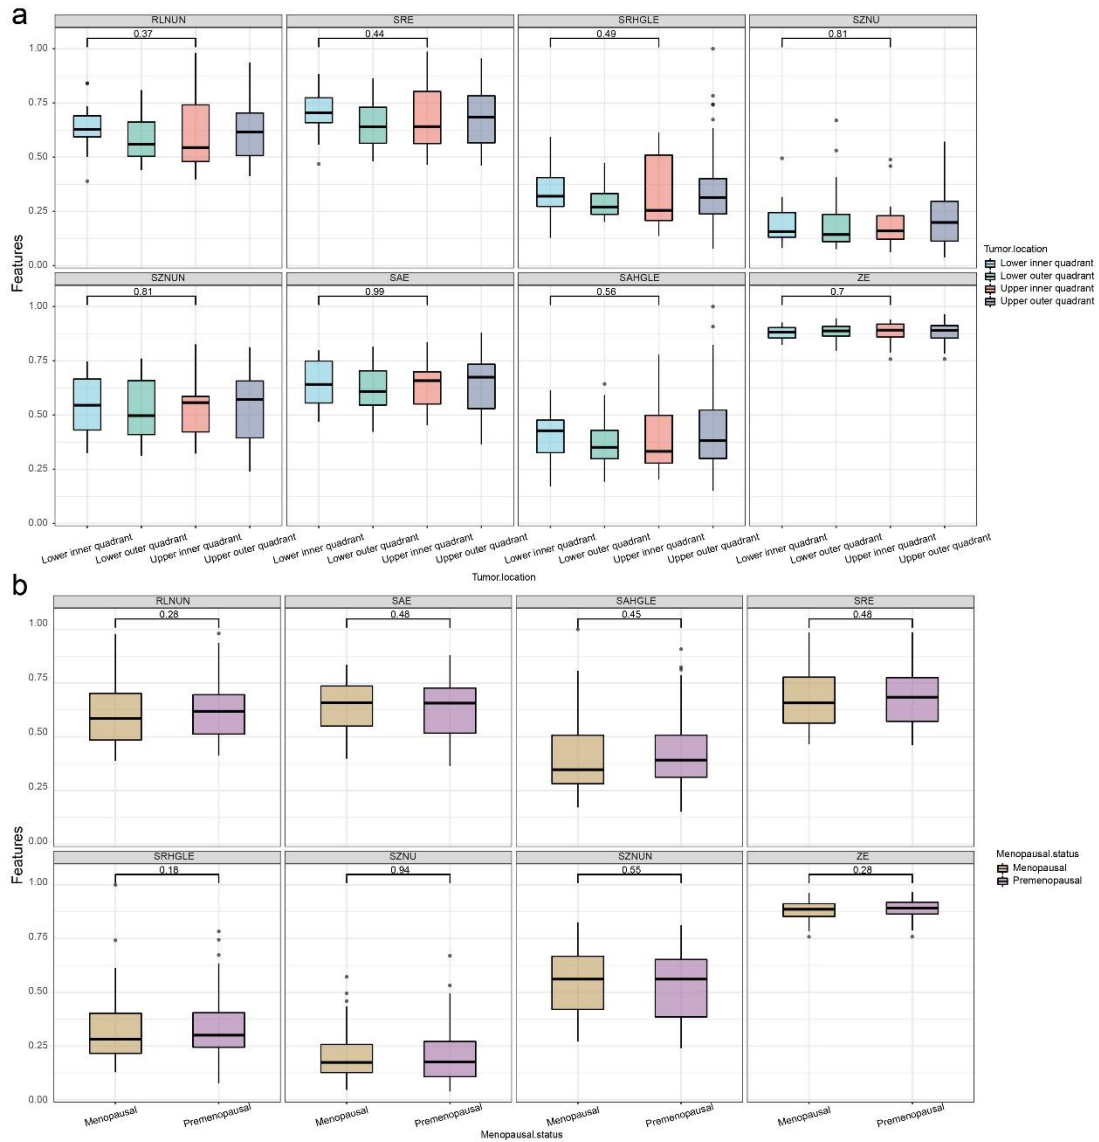 a
RLNUN SRE SRHGLE SZNU
0.37 0.44 0.49 0.81
1.00
0.75
0.50
0.25
0.00
SZNUN SAE SAHGLE ZE
0.81 0.99 0.56 0.7
1.00
0.75
0.50
0.25
0.00
Features
Tumor.location
Lower inner quadrant
Lower outer quadrant
Upper inner quadrant
Upper outer quadrant
Lower inner quadrant Lower outer quadrant Upper inner quadrant Upper outer quadrant Lower inner quadrant Lower outer quadrant Upper inner quadrant Upper outer quadrant Lower inner quadrant Lower outer quadrant Upper inner quadrant Upper outer quadrant Lower inner quadrant Lower outer quadrant Upper inner quadrant Upper outer quadrant
Tumor.location
b
RLNUN SAE SAHGLE SRE
0.28 0.48 0.45 0.48
1.00
0.75
0.50
0.25
0.00
SRHGLE SZNU SZNUN ZE
0.18 0.94 0.55 0.28
1.00
0.75
0.50
0.25
0.00
Features
Menopausal.status
Menopausal
Premenopausal
Menopausal Premenopausal Menopausal Premenopausal Menopausal Premenopausal Menopausal Premenopausal
Menopausal.status